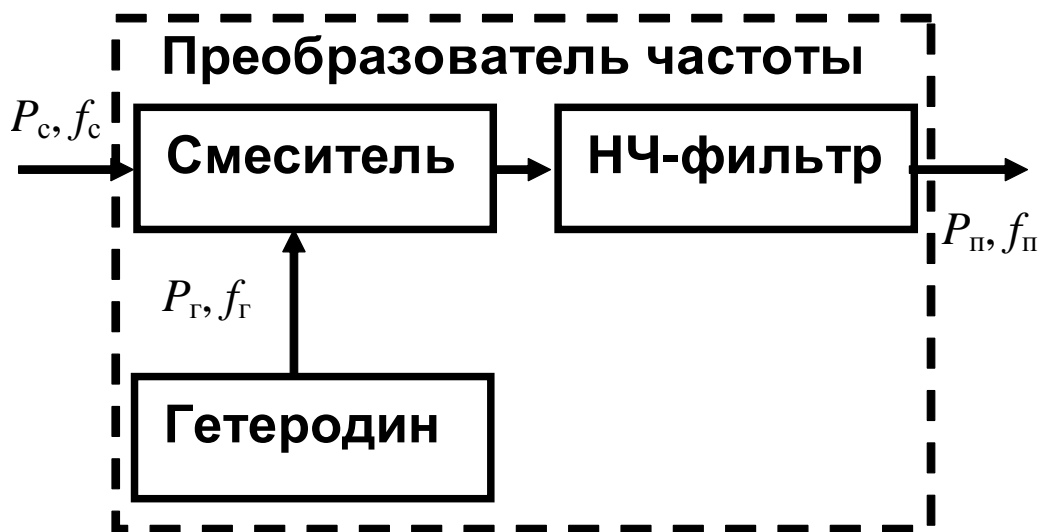 Преобразователь частоты
Pс, fс
Смеситель
НЧ-фильтр
Pп, fп
Pг, fг
Гетеродин